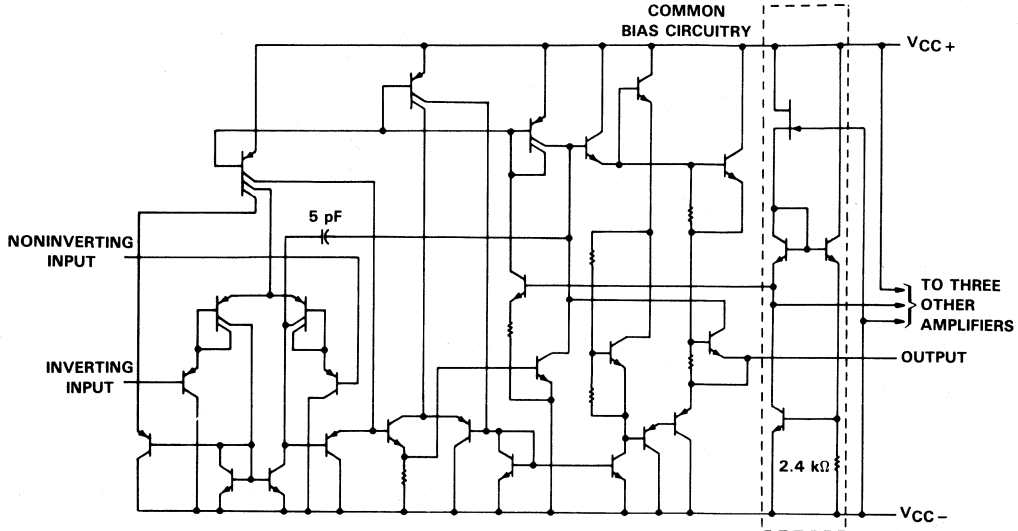 COMMON
BIAS CIRCUITRY
VCC+
5 pF
NONINVERTING
INPUT
TO THREE
OTHER
AMPLIFIERS
OUTPUT
INVERTING
INPUT
2.4 kΩ
VCC−